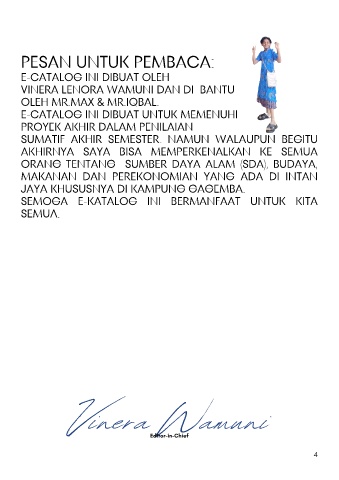 PESAN UNTUK PEMBACA:
E-CATALOG INI DIBUAT OLEH
VINERA LENORA WAMUNI DAN DI BANTU
OLEH MR.MAX & MR.IQBAL.
E-CATALOG INI DIBUAT UNTUK MEMENUHI
PROYEK AKHIR DALAM PENILAIAN
SUMATIF AKHIR SEMESTER. NAMUN WALAUPUN BEGITU
AKHIRNYA SAYA BISA MEMPERKENALKAN KE SEMUA
ORANG TENTANG SUMBER DAYA ALAM (SDA), BUDAYA,
MAKANAN DAN PEREKONOMIAN YANG ADA DI INTAN
JAYA KHUSUSNYA DI KAMPUNG GAGEMBA.
SEMOGA E-KATALOG INI BERMANFAAT UNTUK KITA
SEMUA.
Vinera Wamuni
Editor-in-Chief
4